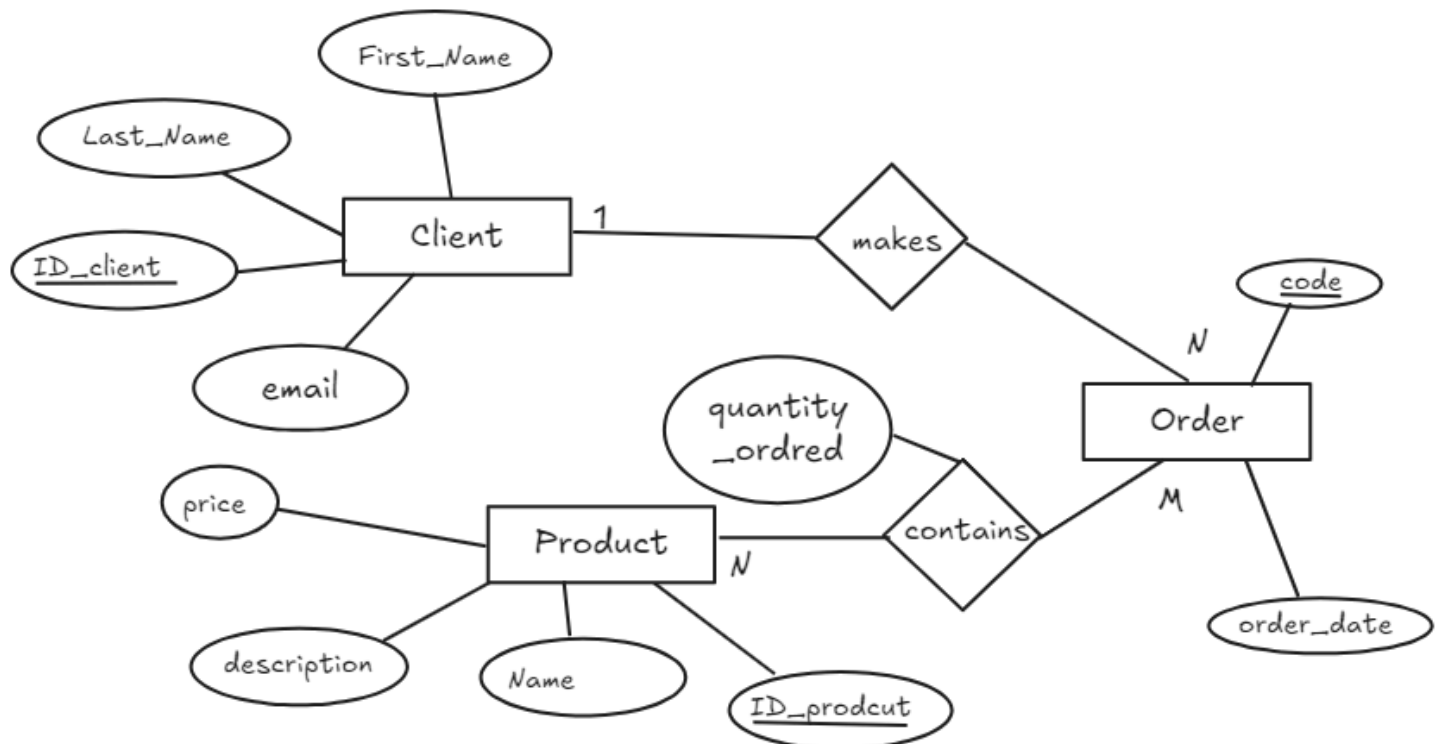 First_Name
Last_Name
Client
1
makes
ID_client
code
N
email
quantity
_ordred
Order
price
M
Product
N
contains
order_date
description
Name
ID_prodcut